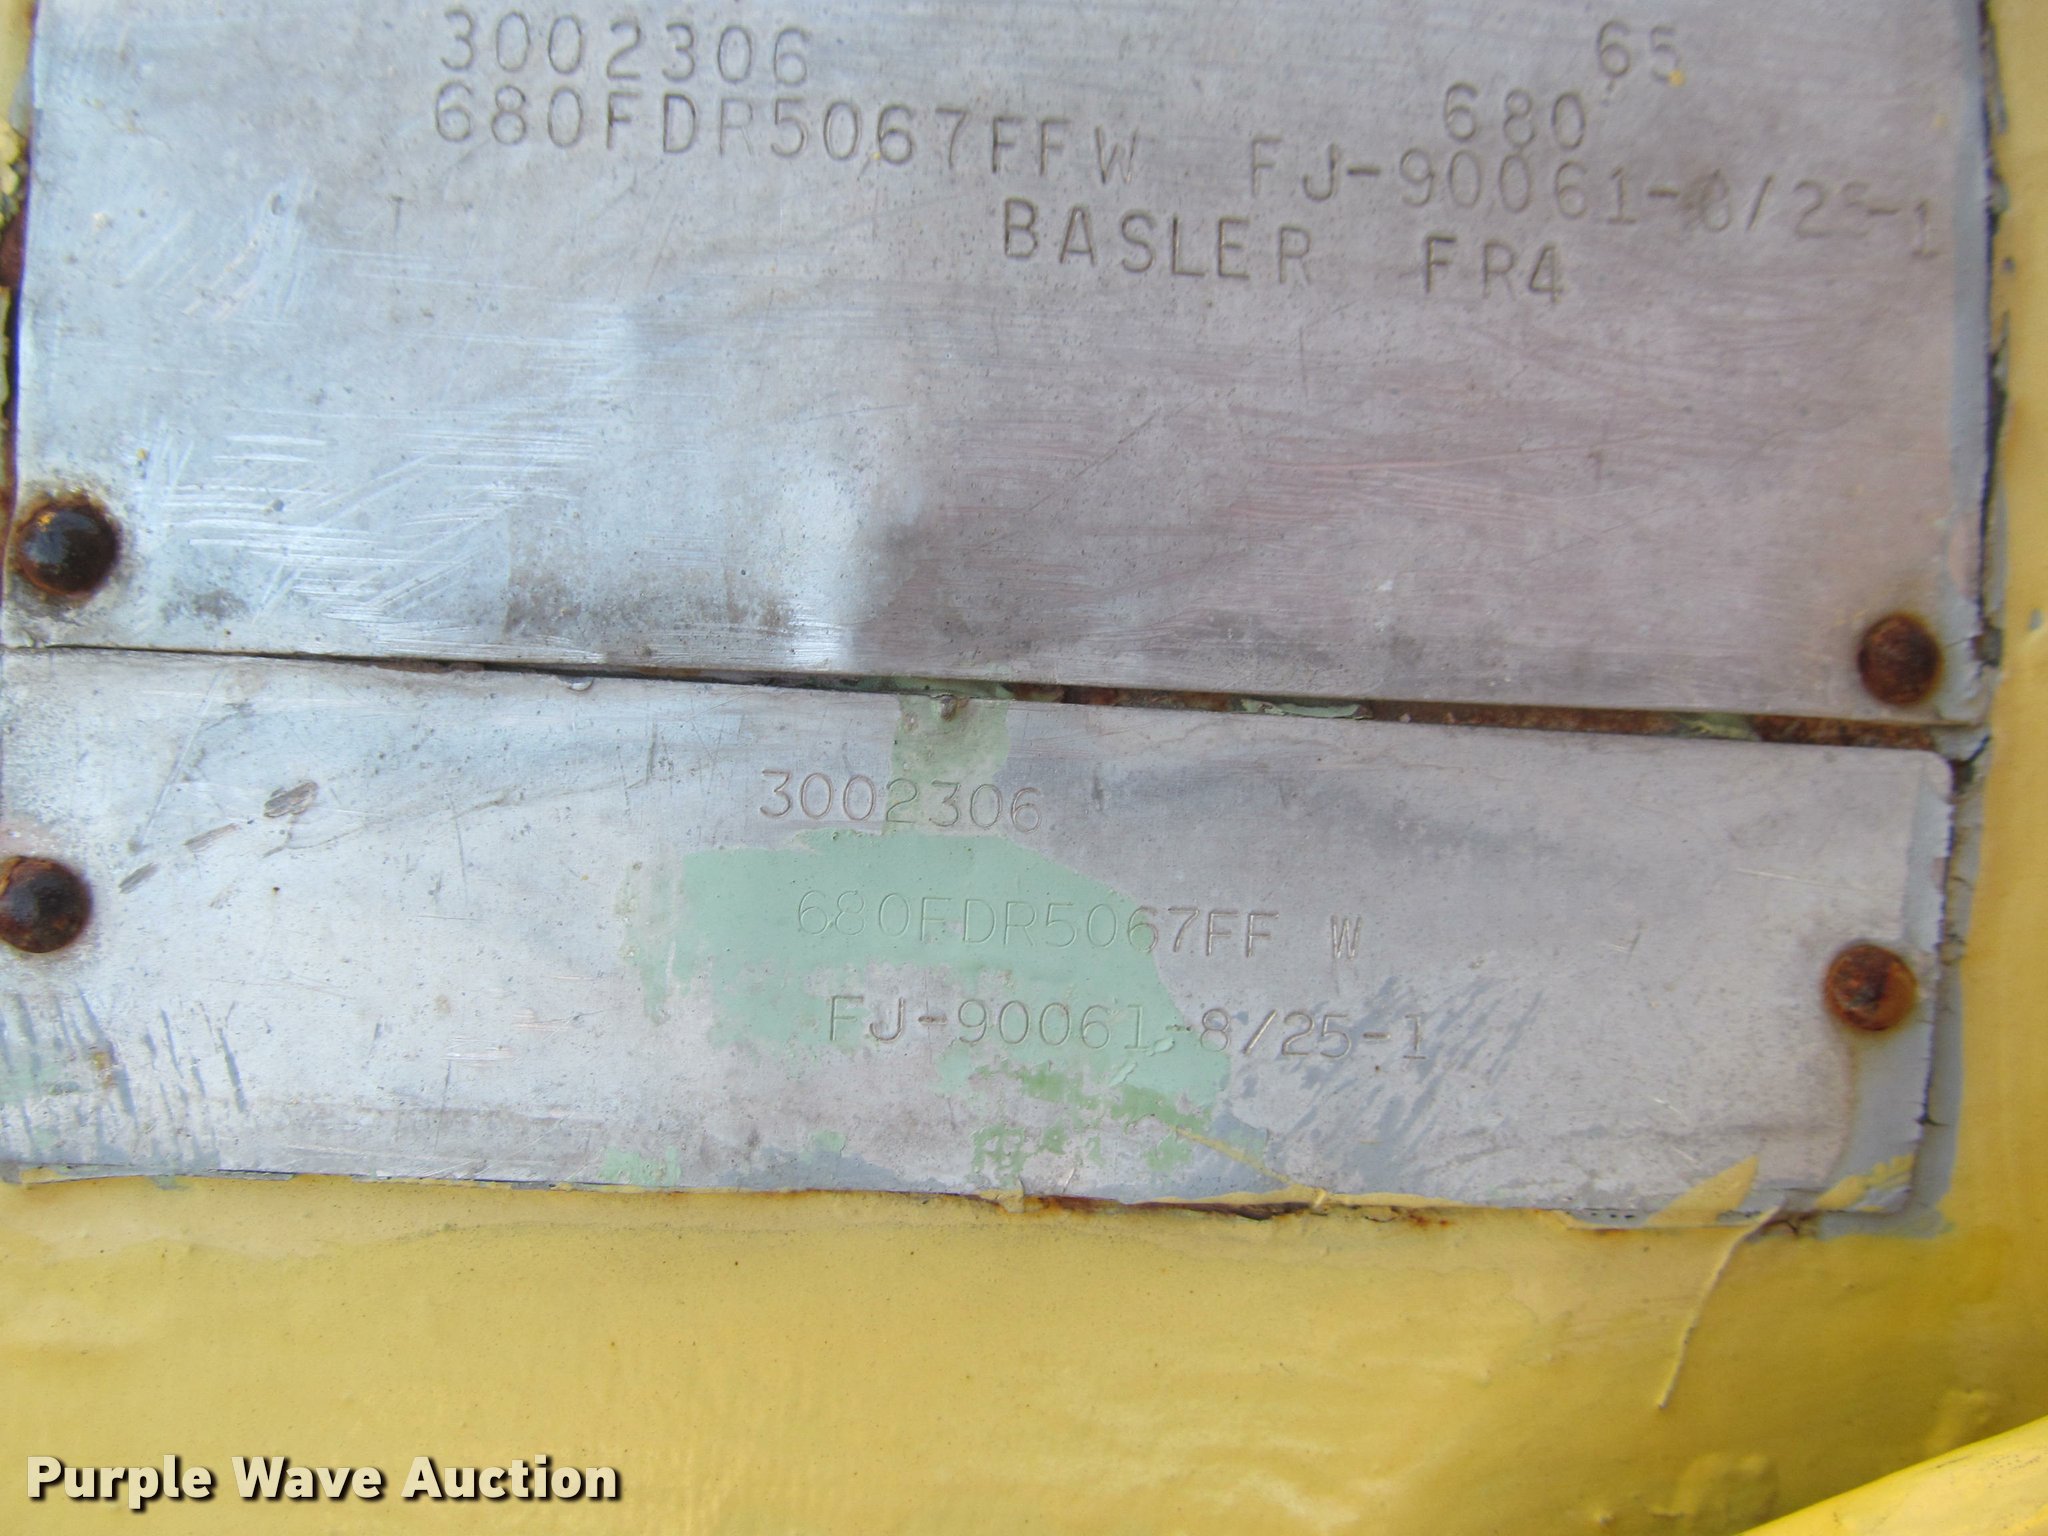 3002306 65
680
680FDR5067FFW FJ-90061-8/25-1
BASLER FR4
3002306
680FDR5067FF W
FJ-90061-8/25-1
Purple Wave Auction